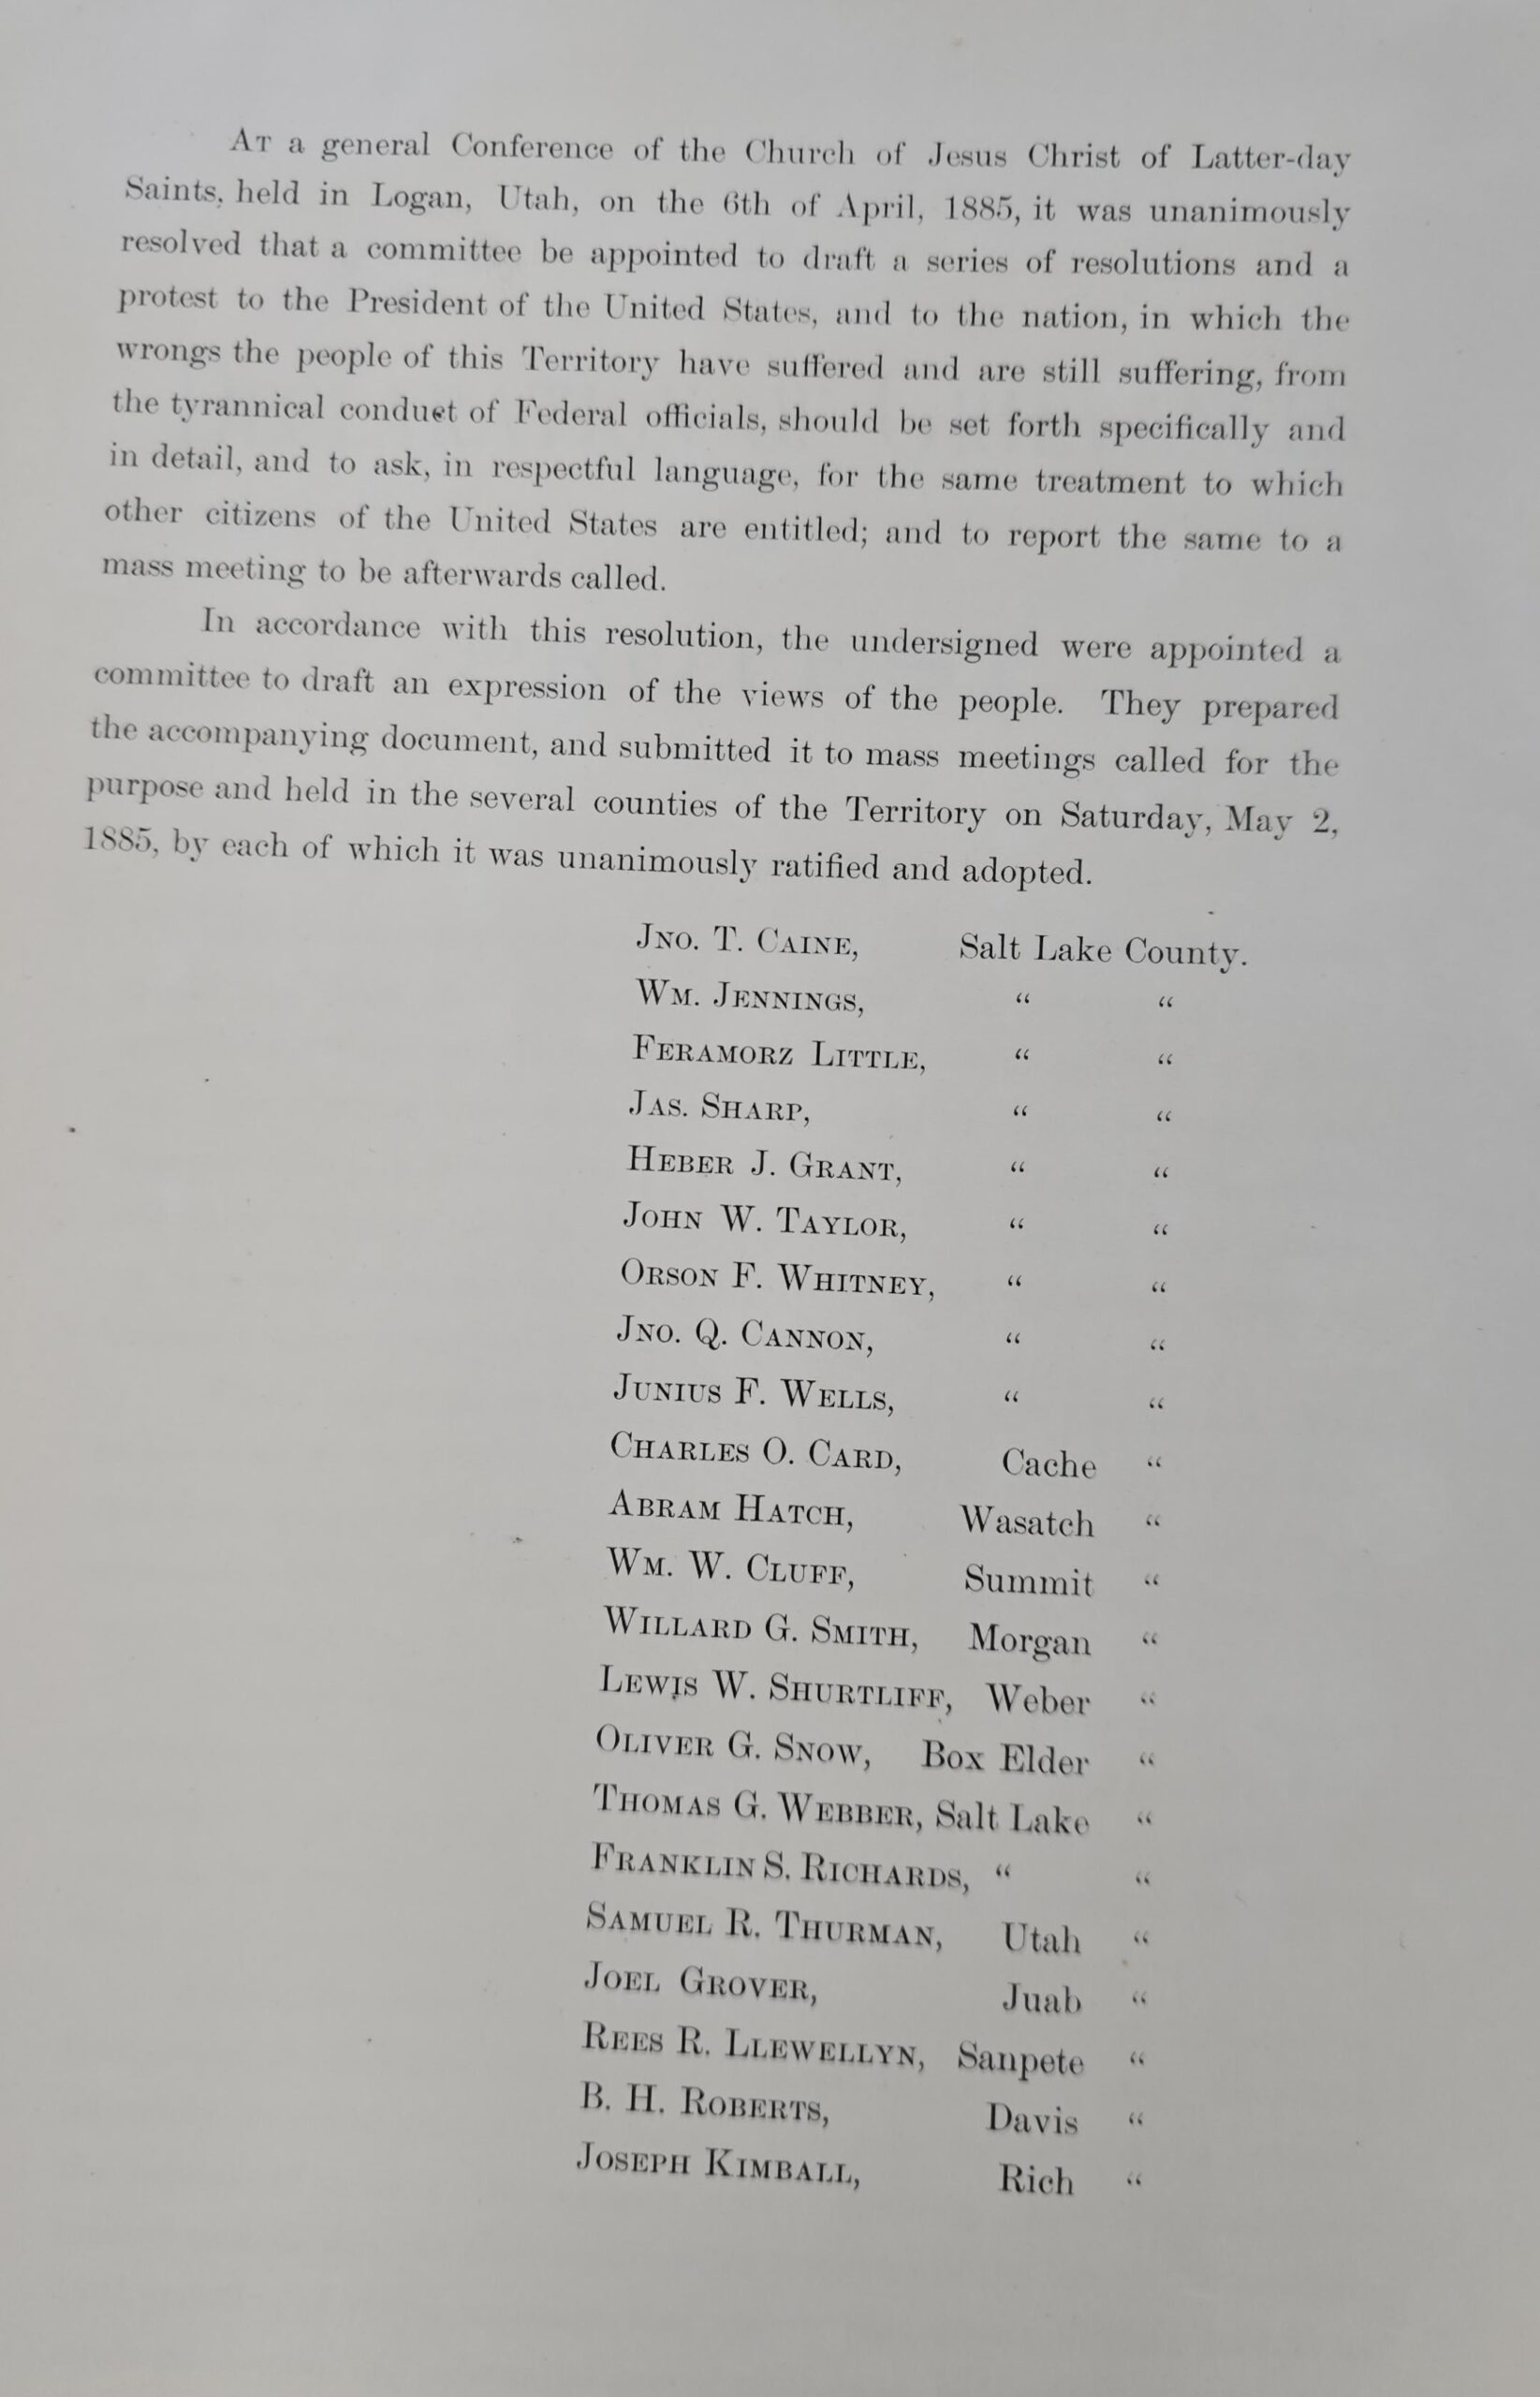 AT a general Conference of the Church of Jesus Christ of Latter-day
Saints, held in Logan, Utah, on the 6th of April, 1885, it was unanimously
resolved that a committee be appointed to draft a series of resolutions and a
protest to the President of the United States, and to the nation, in which the
wrongs the people of this Territory have suffered and are still suffering, from
the tyrannical conduct of Federal officials, should be set forth specifically and
in detail, and to ask, in respectful language, for the same treatment to which
other citizens of the United States are entitled; and to report the same to a
mass meeting to be afterwards called.
In accordance with this resolution, the undersigned were appointed a
committee to draft an expression of the views of the people. They prepared
the accompanying document, and submitted it to mass meetings called for the
purpose and held in the several counties of the Territory on Saturday, May 2,
1885, by each of which it was unanimously ratified and adopted.
JNO. T. CAINE, Salt Lake County.
WM. JENNINGS, “ “
FERAMORZ LITTLE, “ “
JAS. SHARP, “ “
HEBER J. GRANT, “ “
JOHN W. TAYLOR, “ “
ORSON F. WHITNEY, “ “
JNO. Q. CANNON, “ “
JUNIUS F. WELLS, “ “
CHARLES O. CARD, Cache “
ABRAM HATCH, Wasatch “
WM. W. CLUFF, Summit “
WILLARD G. SMITH, Morgan “
LEWIS W. SHURTLIFF, Weber “
OLIVER G. SNOW, Box Elder “
THOMAS G. WEBBER, Salt Lake “
FRANKLIN S. RICHARDS, “ “
SAMUEL R. THURMAN, Utah “
JOEL GROVER, Juab “
REES R. LLEWELLYN, Sanpete “
B. H. ROBERTS, Davis “
JOSEPH KIMBALL, Rich “